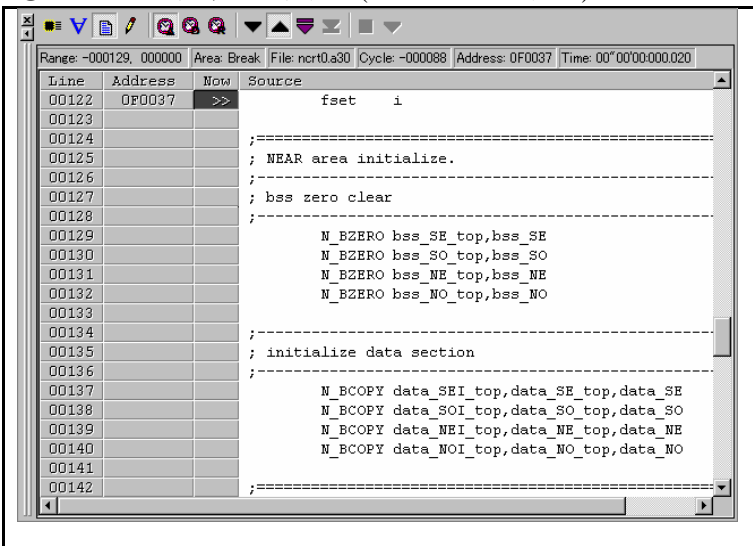 Range: -000129, 000000 Area: Break File: ncrt0.a30 Cycle: -000088 Address: 0F0037 Time: 00"00'00:000.020
Line Address Now Source
00122 0F0037 >> fset i
00123
00124 ;=====================================================
00125 ; NEAR area initialize.
00126 ;-----------------------------------------------------
00127 ; bss zero clear
00128 ;-----------------------------------------------------
00129 N_BZERO bss_SE_top,bss_SE
00130 N_BZERO bss_SO_top,bss_SO
00131 N_BZERO bss_NE_top,bss_NE
00132 N_BZERO bss_NO_top,bss_NO
00133
00134 ;-----------------------------------------------------
00135 ; initialize data section
00136 ;-----------------------------------------------------
00137 N_BCOPY data_SEI_top,data_SE_top,data_SE
00138 N_BCOPY data_SOI_top,data_SO_top,data_SO
00139 N_BCOPY data_NEI_top,data_NE_top,data_NE
00140 N_BCOPY data_NOI_top,data_NO_top,data_NO
00141
00142 ;=====================================================